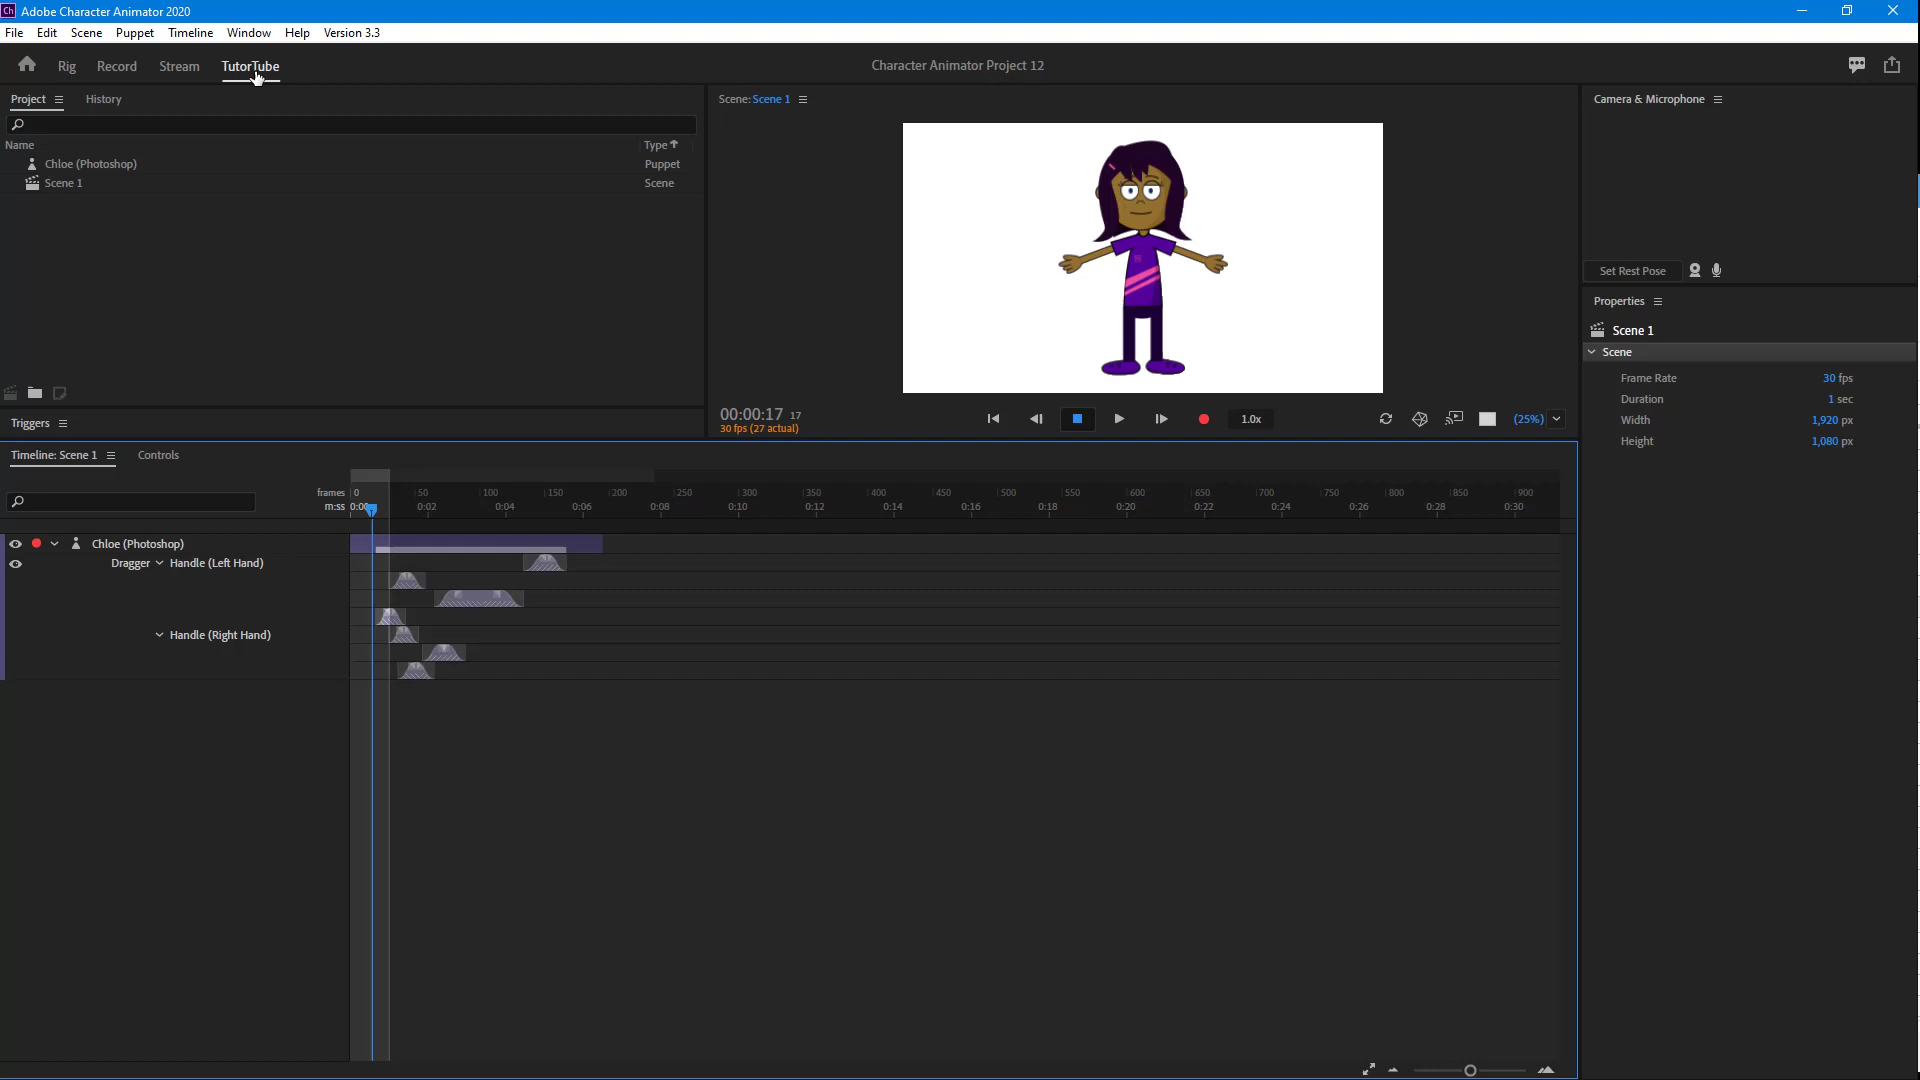 Ch Adobe Character Animator 2020
File Edit Scene Puppet Timeline Window Help Version 3.3
Rig Record Stream TutorTube
Character Animator Project 12
Project History
Name Type
Chloe (Photoshop) Puppet
Scene 1 Scene
Triggers
Scene: Scene 1
00:00:17 17
30 fps (27 actual)
1.0x
(25%)
Camera & Microphone
Set Rest Pose
Properties
Scene 1
Scene
Frame Rate 30 fps
Duration 1 sec
Width 1,920 px
Height 1,080 px
Timeline: Scene 1 Controls
frames 0 50 100 150 200 250 300 350 400 450 500 550 600 650 700 750 800 850 900
m:ss 0:00 0:02 0:04 0:06 0:08 0:10 0:12 0:14 0:16 0:18 0:20 0:22 0:24 0:26 0:28 0:30
Chloe (Photoshop)
Dragger Handle (Left Hand)
Handle (Right Hand)